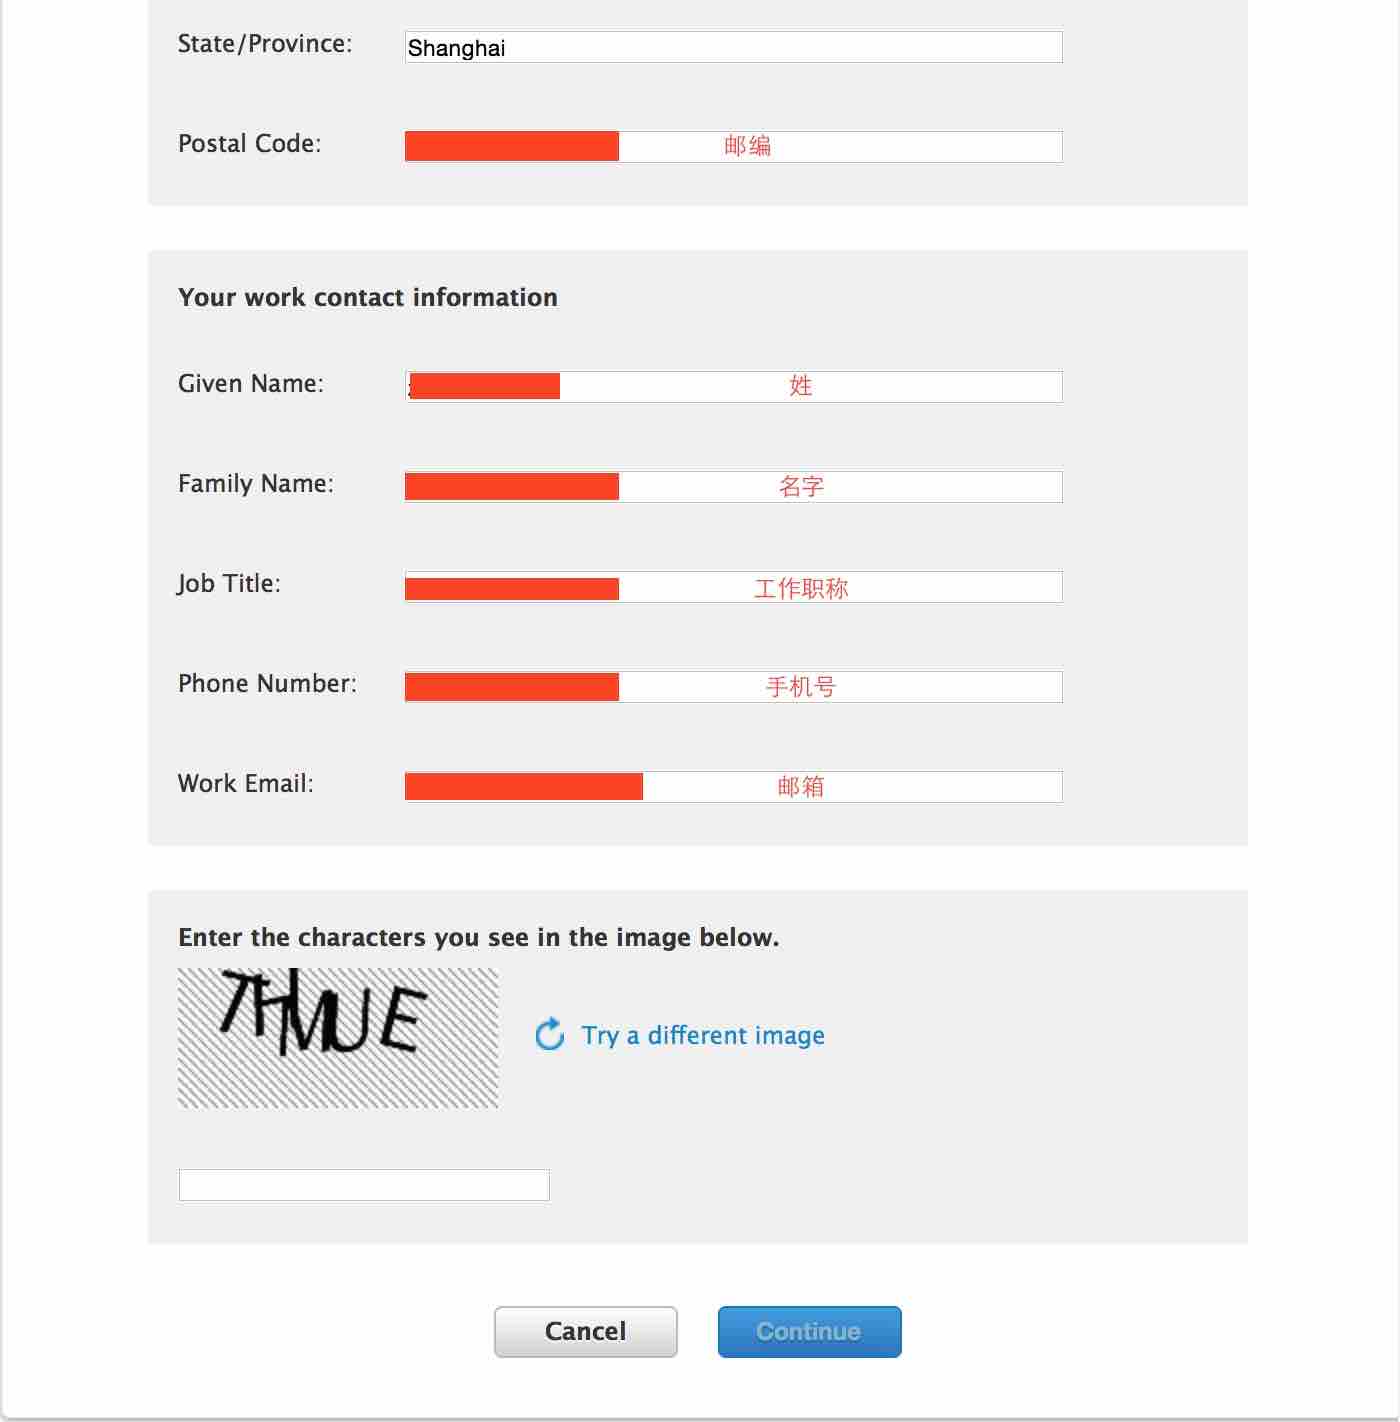 State/Province: Shanghai
Postal Code: 邮编
Your work contact information
Given Name: 姓
Family Name: 名字
Job Title: 工作职称
Phone Number: 手机号
Work Email: 邮箱
Enter the characters you see in the image below.
Try a different image
Cancel Continue